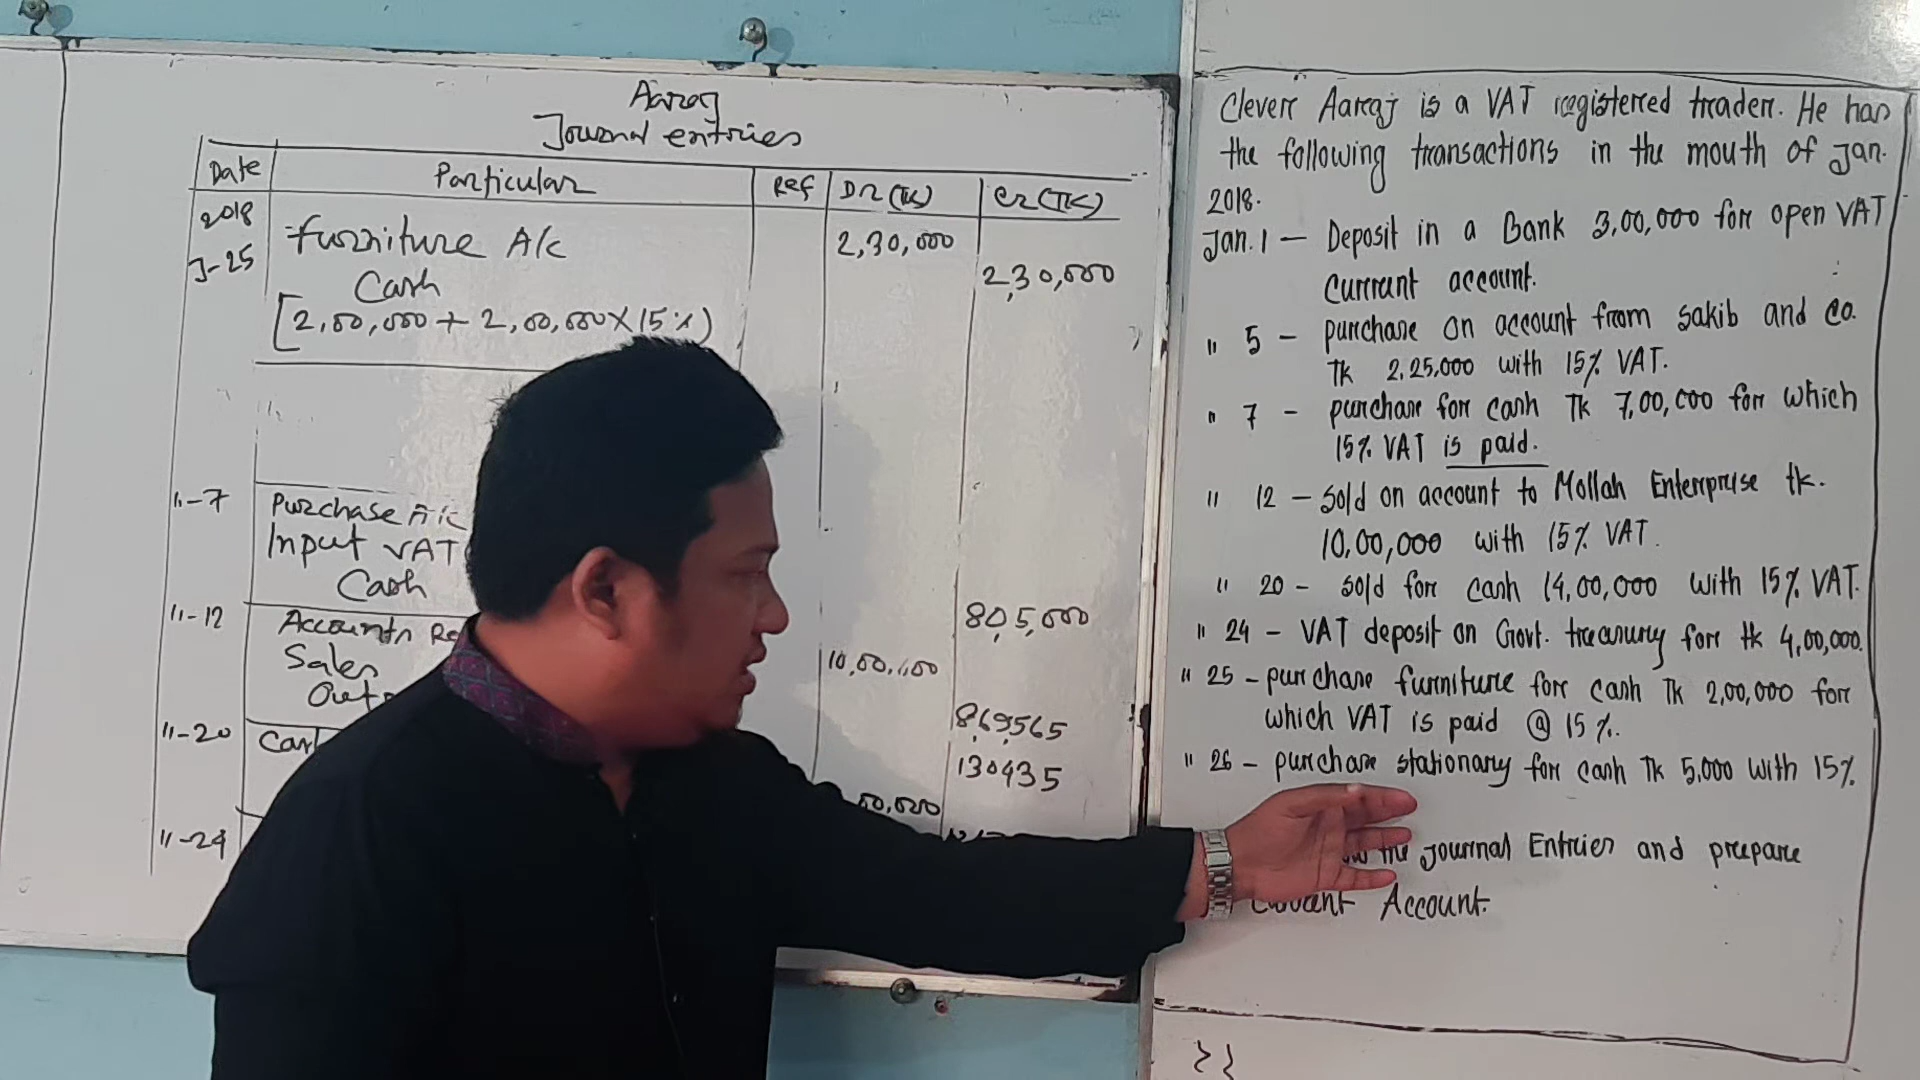 Aaraj
Journal entries
Date Particular Ref Dr (TK) Cr (TK)
2018
J-25 Furniture A/c 2,30,000
Cash 2,30,000
[2,00,000 + 2,00,000 X 15%)
"-7 Purchase A/c
Input VAT
Cash 805,000
"-12 Accounts Re 10,00,000
Sales 869565
Out 130435
"-20 Cash 00,000
"-24
Clever Aaraj is a VAT registered trader. He has
the following transactions in the mouth of Jan.
2018.
Jan. 1 – Deposit in a Bank 3,00,000 for open VAT
Currant account.
" 5 – purchase on account from sakib and co.
Tk 2,25,000 with 15% VAT.
" 7 - purchase for cash Tk 7,00,000 for which
15% VAT is paid.
" 12 – sold on account to Mollah Enterprise tk.
10,00,000 with 15% VAT.
" 20 - sold for cash 14,00,000 with 15% VAT.
" 24 – VAT deposit on Govt. treasury for tk 4,00,000.
" 25 – purchase furniture for cash Tk 2,00,000 for
which VAT is paid @ 15%.
" 26 – purchase stationary for cash Tk 5,000 with 15%
the Journal Entries and prepare
Account.